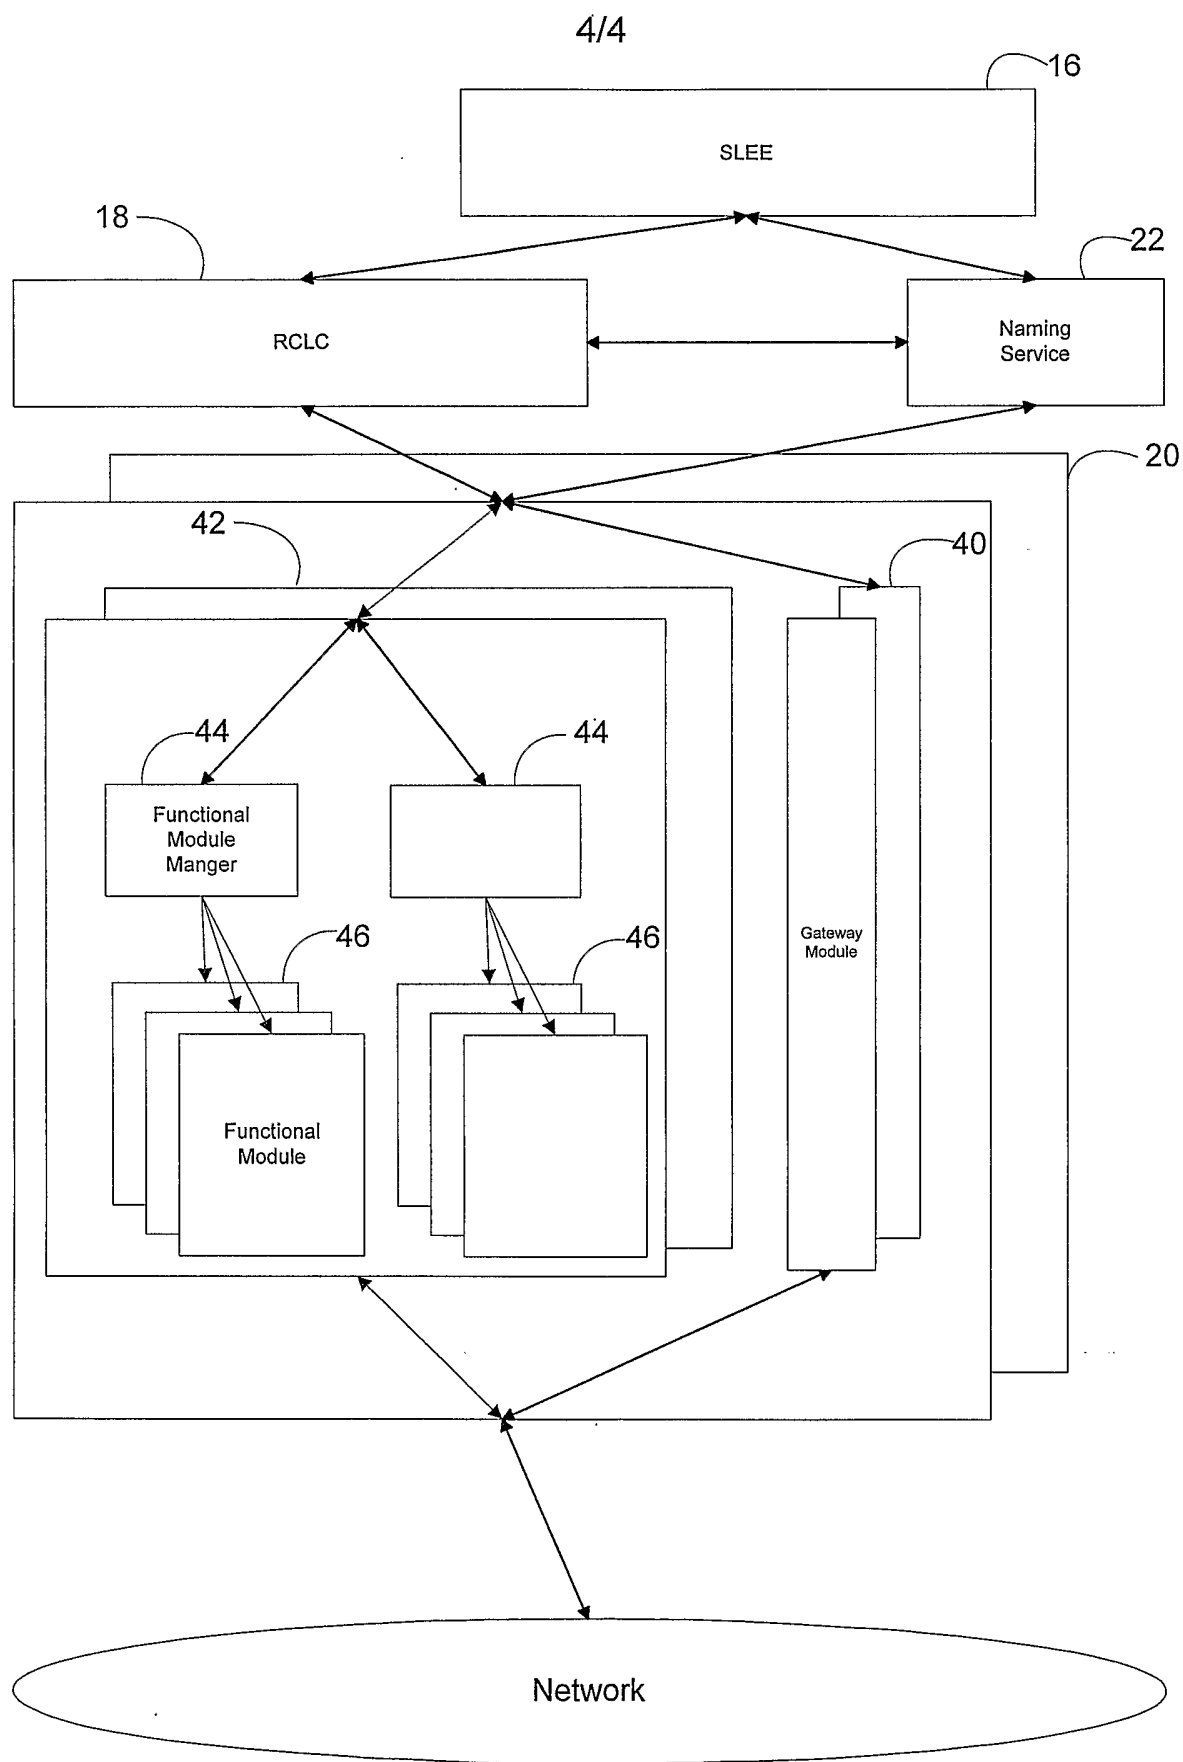 4/4
16
SLEE
18
22
RCLC
Naming
Service
20
42
40
44
44
Functional
Module
Manger
Gateway
Module
46
46
Functional
Module
Network